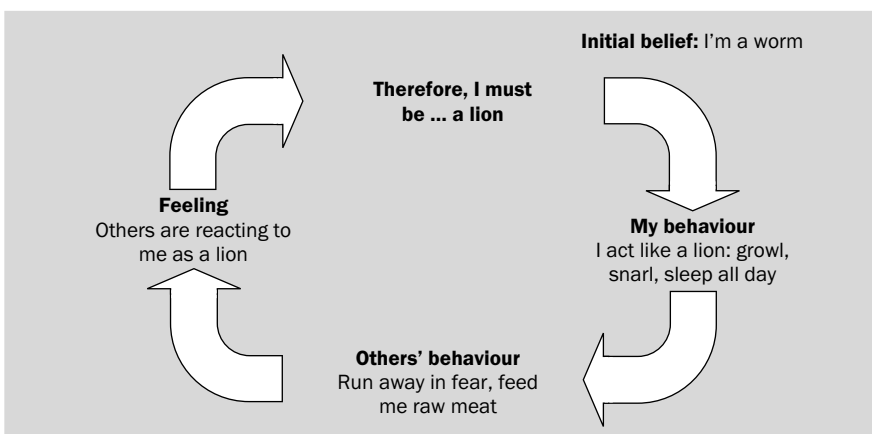 Initial belief: I'm a worm
Therefore, I must
be ... a lion
My behaviour
I act like a lion: growl,
snarl, sleep all day
Others' behaviour
Run away in fear, feed
me raw meat
Feeling
Others are reacting to
me as a lion